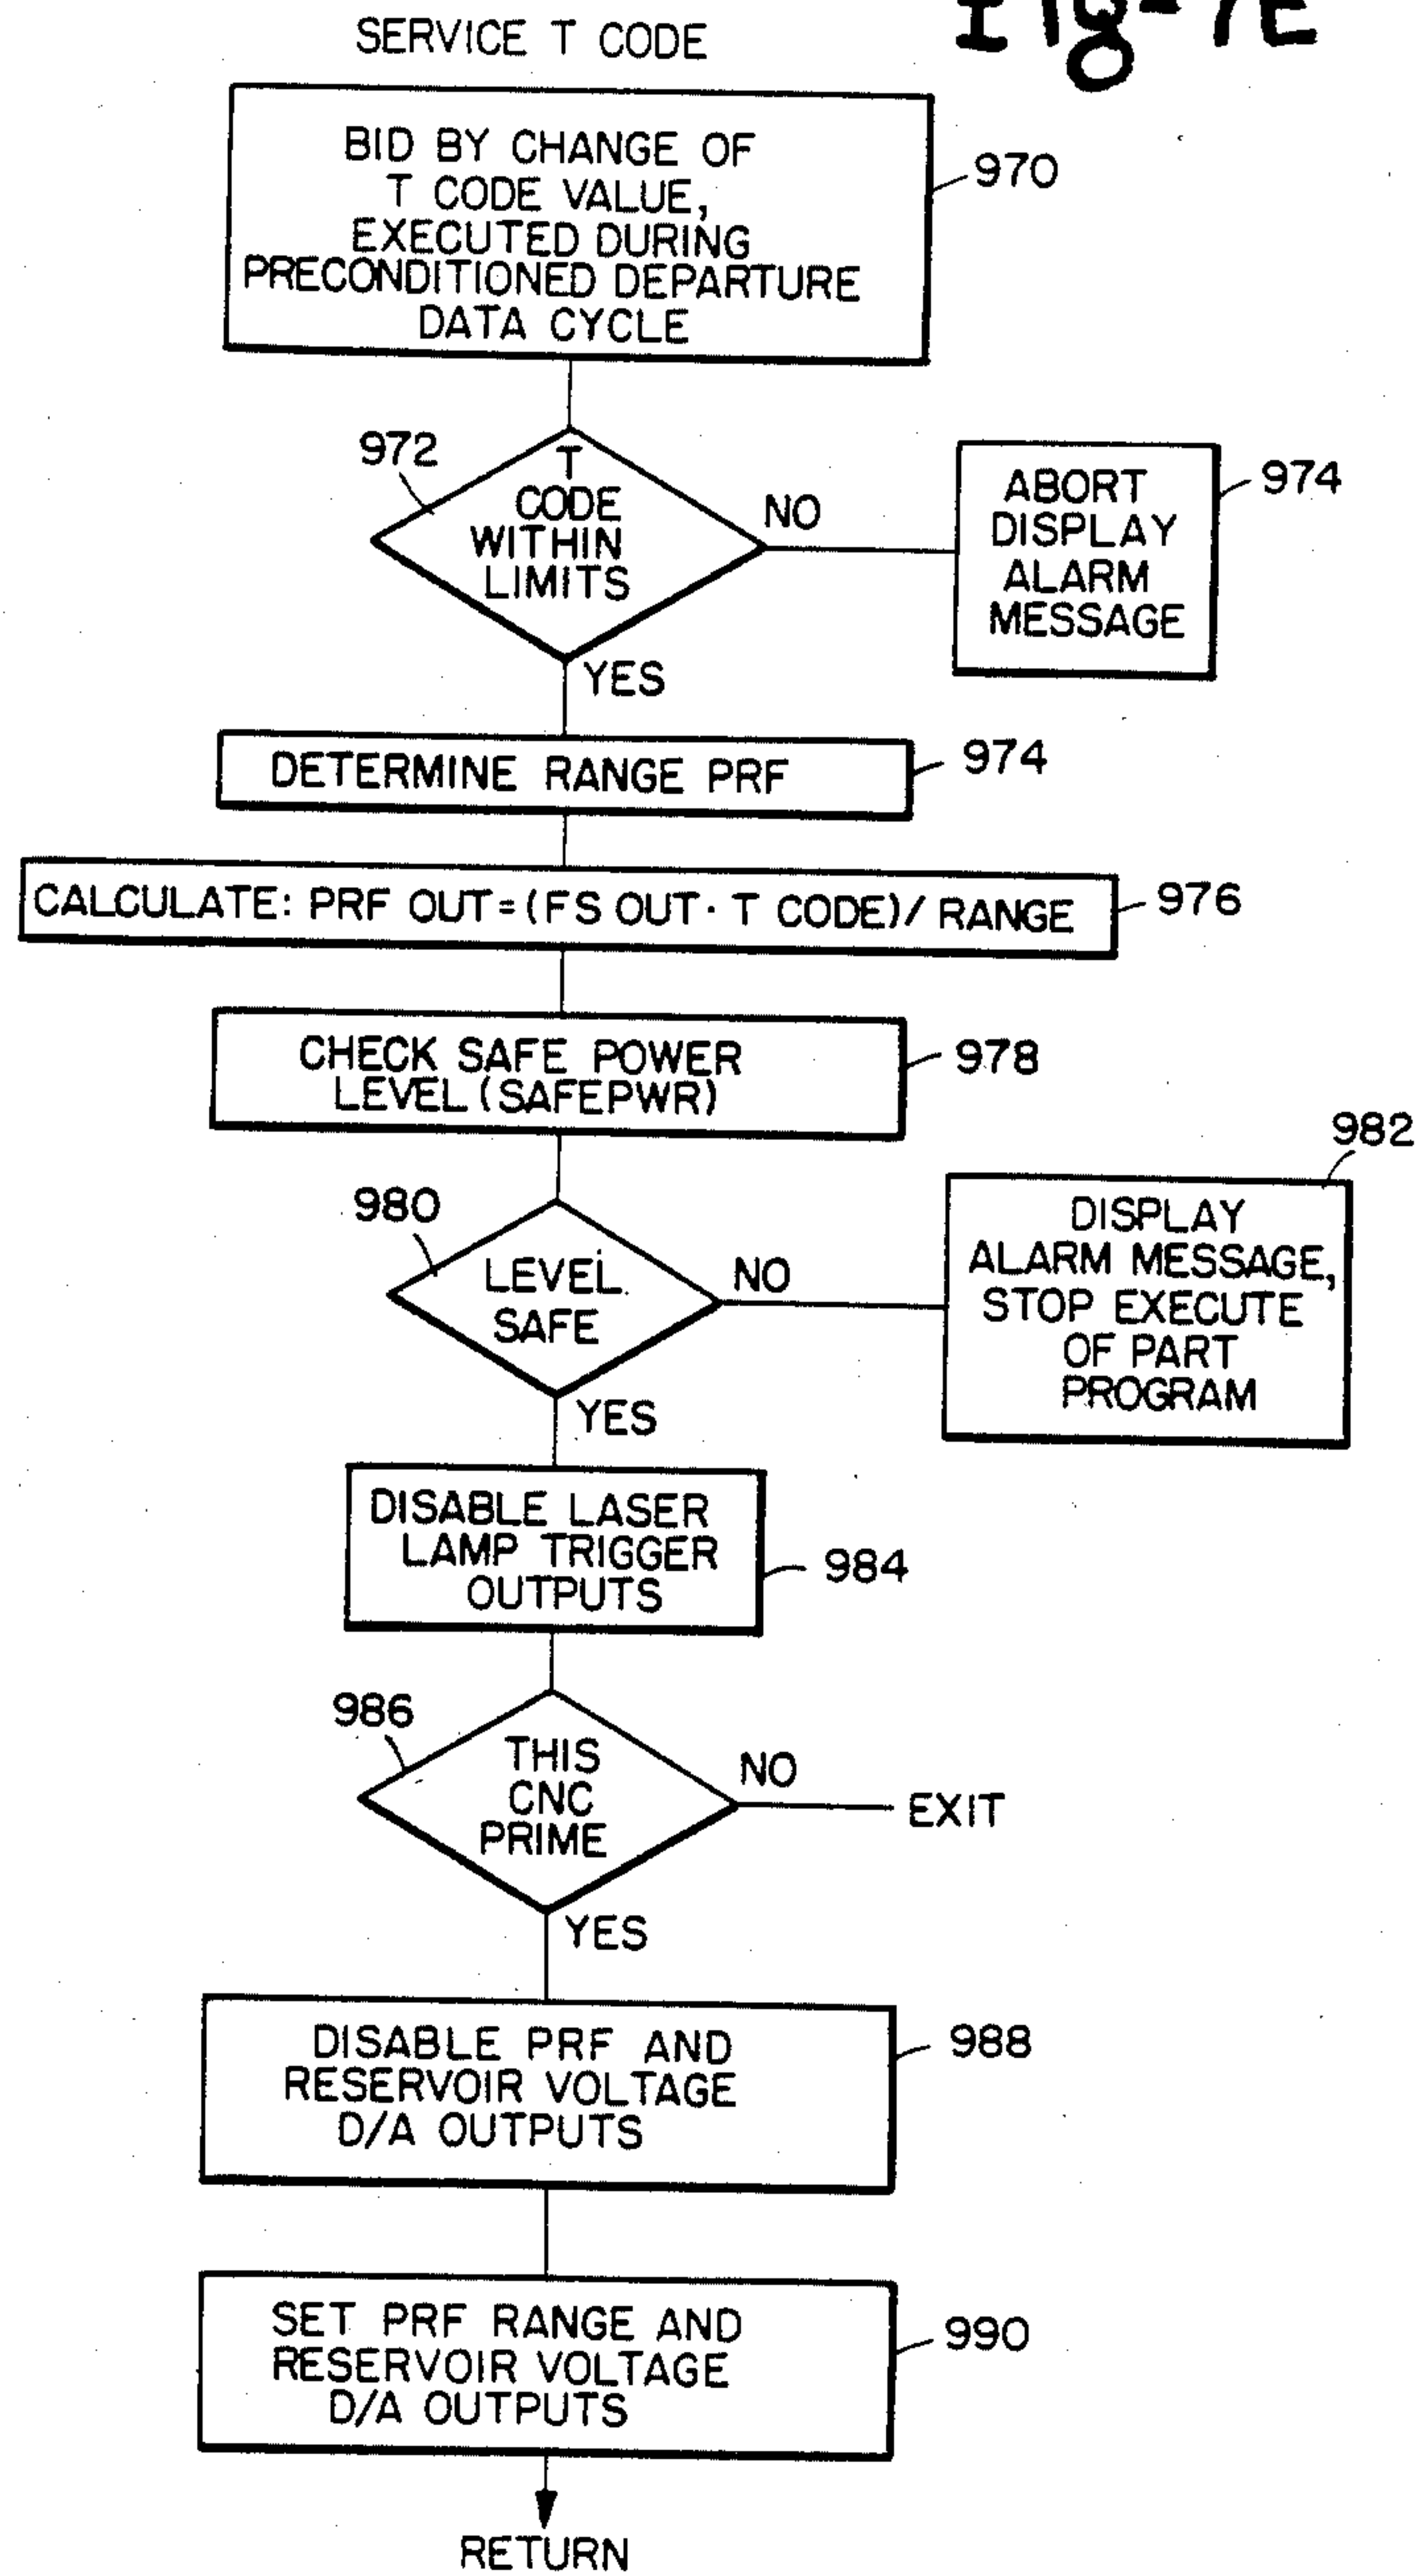 Fig-7E
SERVICE T CODE
BID BY CHANGE OF
T CODE VALUE,
EXECUTED DURING
PRECONDITIONED DEPARTURE
DATA CYCLE
970
972
T
CODE
WITHIN
LIMITS
NO
ABORT
DISPLAY
ALARM
MESSAGE
974
YES
DETERMINE RANGE PRF
974
CALCULATE: PRF OUT=(FS OUT· T CODE)/ RANGE
976
CHECK SAFE POWER
LEVEL (SAFEPWR)
978
980
LEVEL
SAFE
NO
982
DISPLAY
ALARM MESSAGE,
STOP EXECUTE
OF PART
PROGRAM
YES
DISABLE LASER
LAMP TRIGGER
OUTPUTS
984
986
THIS
CNC
PRIME
NO
EXIT
YES
DISABLE PRF AND
RESERVOIR VOLTAGE
D/A OUTPUTS
988
SET PRF RANGE AND
RESERVOIR VOLTAGE
D/A OUTPUTS
990
RETURN